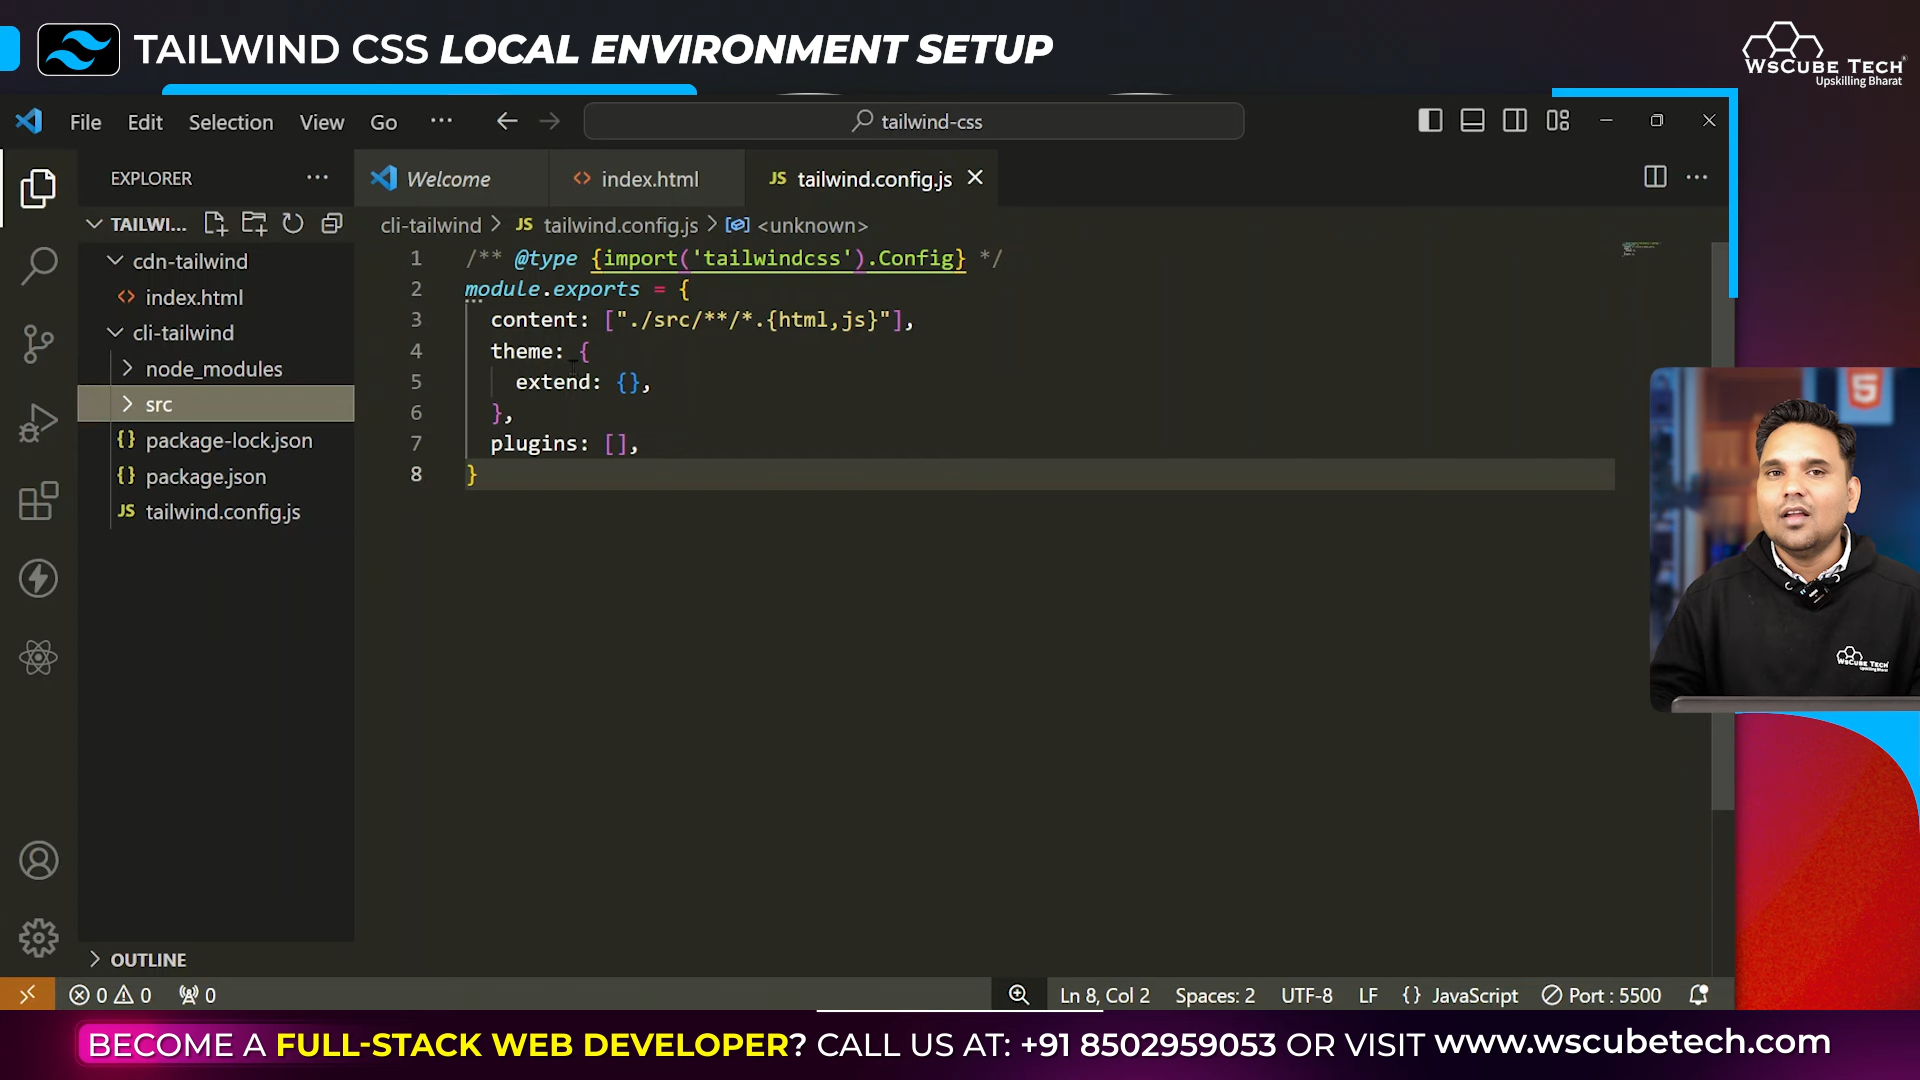 TAILWIND CSS LOCAL ENVIRONMENT SETUP
WSCUBE TECH
Upskilling Bharat
File Edit Selection View Go ··· tailwind-css
EXPLORER ···
Welcome index.html JS tailwind.config.js
TAILWI...
cli-tailwind > JS tailwind.config.js > <unknown>
cdn-tailwind
index.html
cli-tailwind
node_modules
src
{} package-lock.json
{} package.json
JS tailwind.config.js
1 /** @type {import('tailwindcss').Config} */
2 module.exports = {
3 content: ["./src/**/*.{html,js}"],
4 theme: {
5 extend: {},
6 },
7 plugins: [],
8 }
5
WSCUBE TECH
Upskilling Bharat
OUTLINE
0 0 0 Ln 8, Col 2 Spaces: 2 UTF-8 LF {} JavaScript Port : 5500
BECOME A FULL-STACK WEB DEVELOPER? CALL US AT: +91 8502959053 OR VISIT www.wscubetech.com